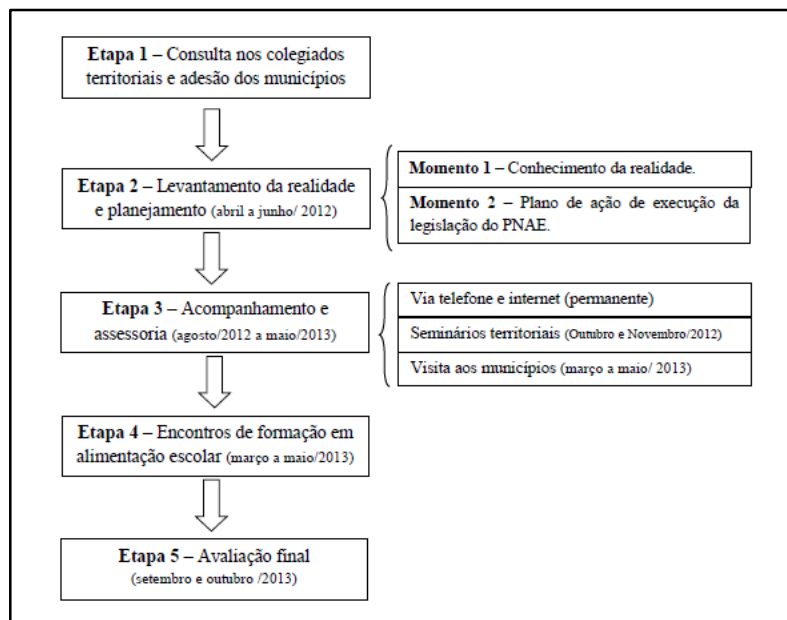 Etapa 1 – Consulta nos colegiados
territoriais e adesão dos municípios
Etapa 2 – Levantamento da realidade
e planejamento (abril a junho/ 2012)
Momento 1 – Conhecimento da realidade.
Momento 2 – Plano de ação de execução da
legislação do PNAE.
Etapa 3 – Acompanhamento e
assessoria (agosto/2012 a maio/2013)
Via telefone e internet (permanente)
Seminários territoriais (Outubro e Novembro/2012)
Visita aos municípios (março a maio/ 2013)
Etapa 4 – Encontros de formação em
alimentação escolar (março a maio/2013)
Etapa 5 – Avaliação final
(setembro e outubro /2013)